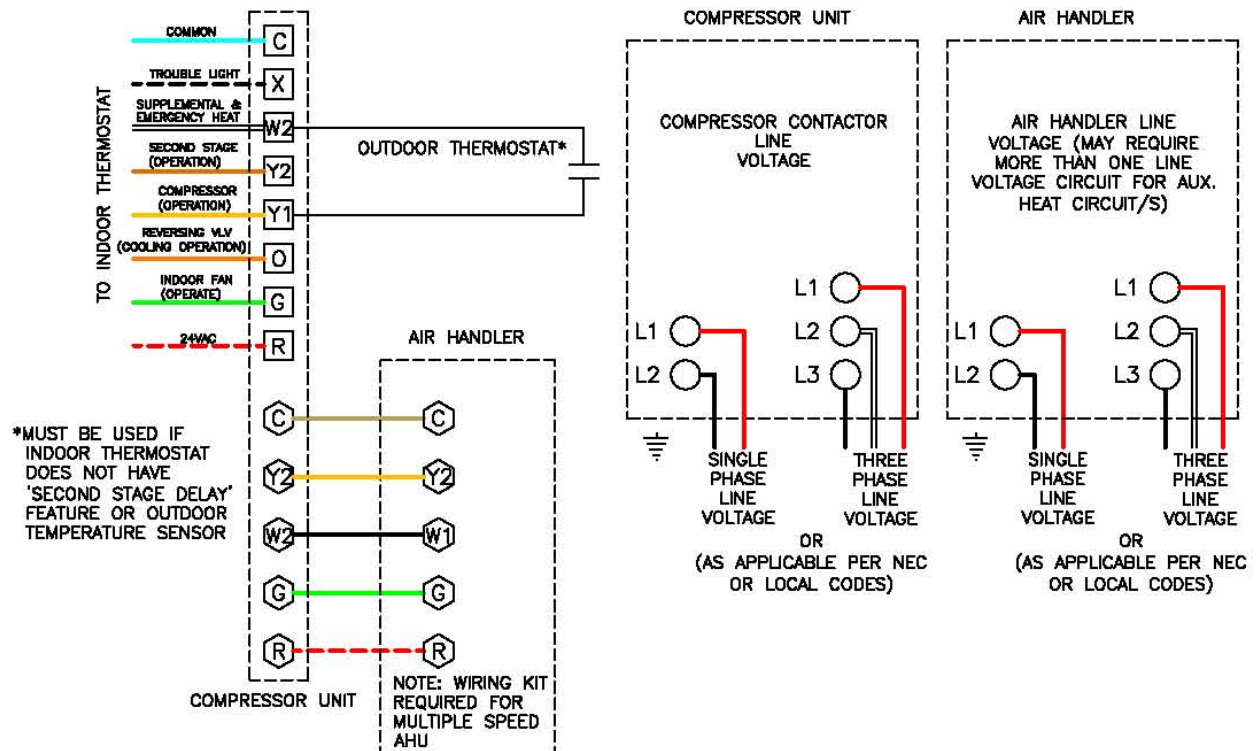 COMMON
C
TROUBLE LIGHT
X
SUPPLEMENTAL &
EMERGENCY HEAT
W2
SECOND STAGE
(OPERATION)
Y2
COMPRESSOR
(OPERATION)
Y1
REVERSING VLV
(COOLING OPERATION)
O
INDOOR FAN
(OPERATE)
G
24VAC
R
TO INDOOR THERMOSTAT
OUTDOOR THERMOSTAT*
*MUST BE USED IF
INDOOR THERMOSTAT
DOES NOT HAVE
'SECOND STAGE DELAY'
FEATURE OR OUTDOOR
TEMPERATURE SENSOR
AIR HANDLER
C C
Y2 Y2
W2 W1
G G
R R
COMPRESSOR UNIT
NOTE: WIRING KIT
REQUIRED FOR
MULTIPLE SPEED
AHU
COMPRESSOR UNIT
COMPRESSOR CONTACTOR
LINE
VOLTAGE
L1
L2
L1
L2
L3
SINGLE
PHASE
LINE
VOLTAGE
THREE
PHASE
LINE
VOLTAGE
OR
(AS APPLICABLE PER NEC
OR LOCAL CODES)
AIR HANDLER
AIR HANDLER LINE
VOLTAGE (MAY REQUIRE
MORE THAN ONE LINE
VOLTAGE CIRCUIT FOR AUX.
HEAT CIRCUIT/S)
L1
L2
L1
L2
L3
SINGLE
PHASE
LINE
VOLTAGE
THREE
PHASE
LINE
VOLTAGE
OR
(AS APPLICABLE PER NEC
OR LOCAL CODES)